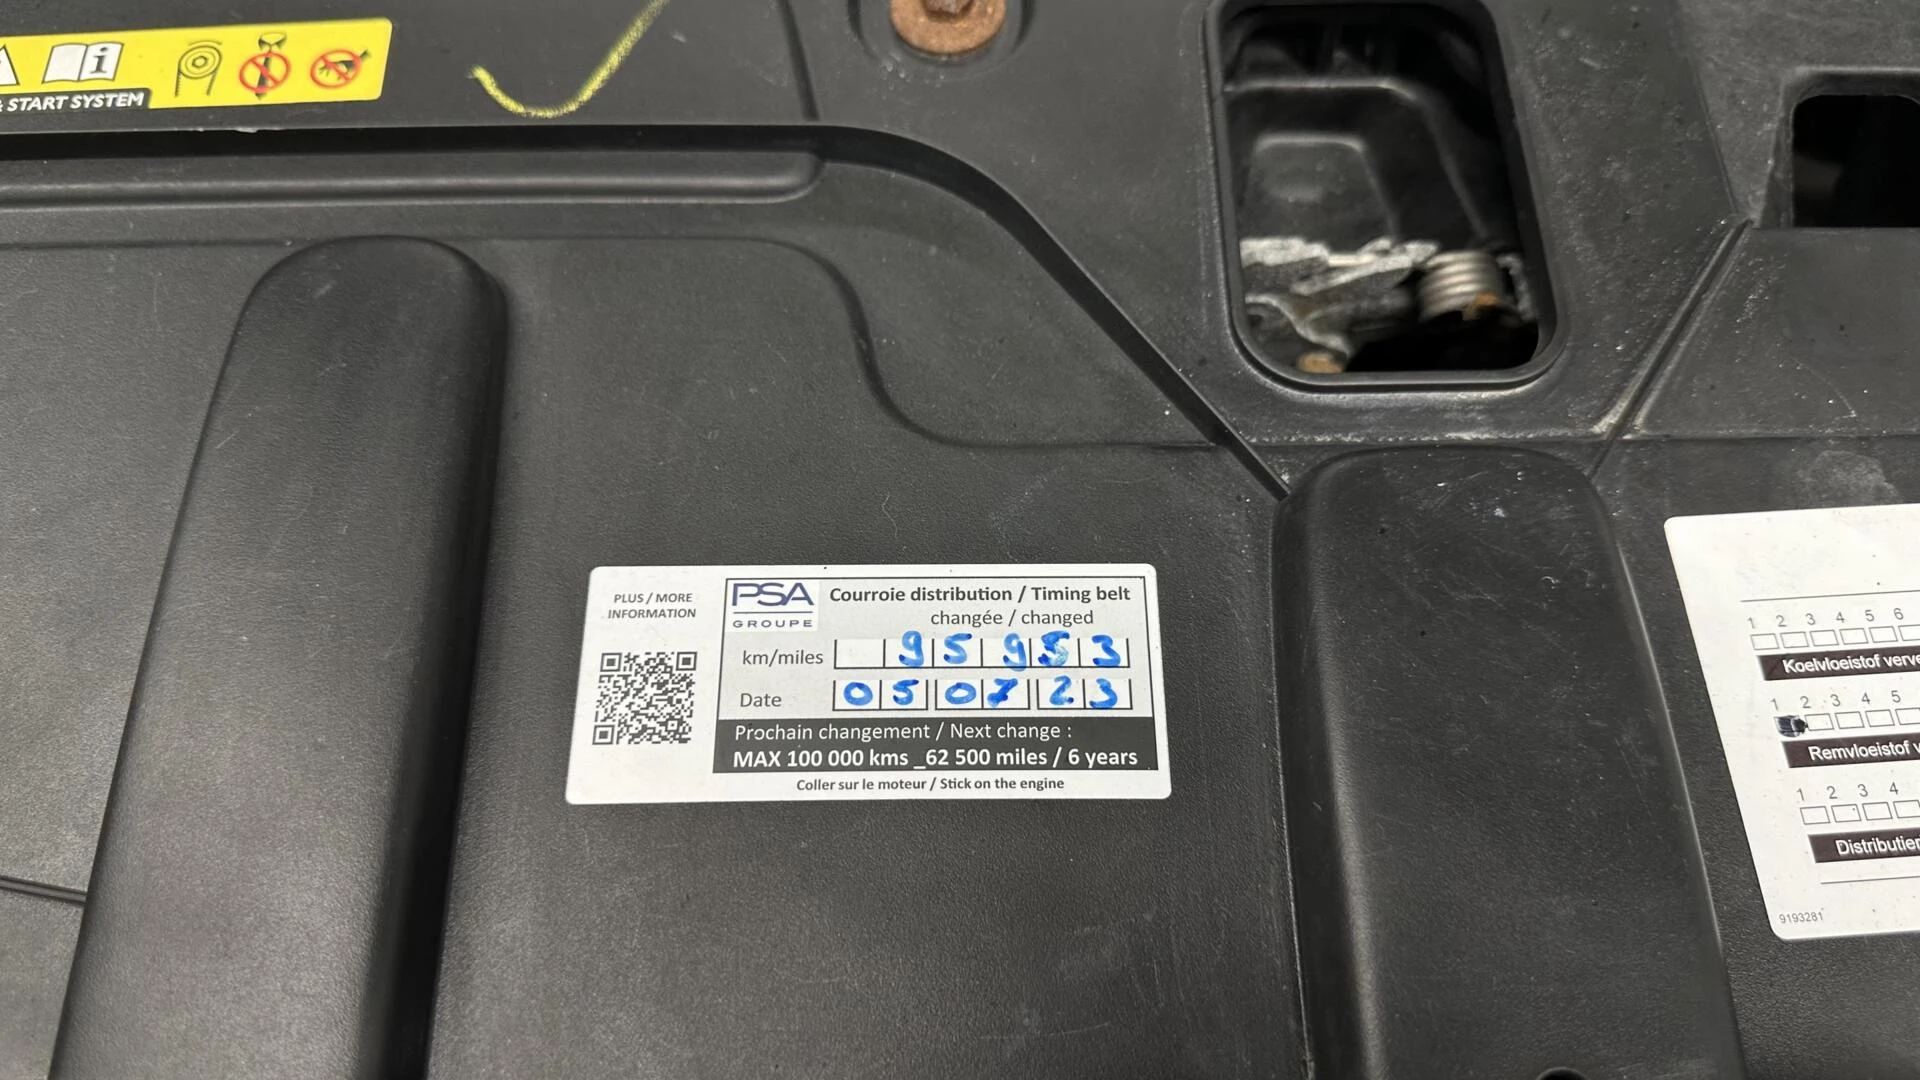 & START SYSTEM
PLUS / MORE
INFORMATION
PSA
GROUPE
Courroie distribution / Timing belt
changée / changed
km/miles 95953
Date 050723
Prochain changement / Next change :
MAX 100 000 kms _62 500 miles / 6 years
Coller sur le moteur / Stick on the engine
1 2 3 4 5 6
Koelvloeistof
1 2 3 4 5
Remvloeistof
1 2 3 4
9193281